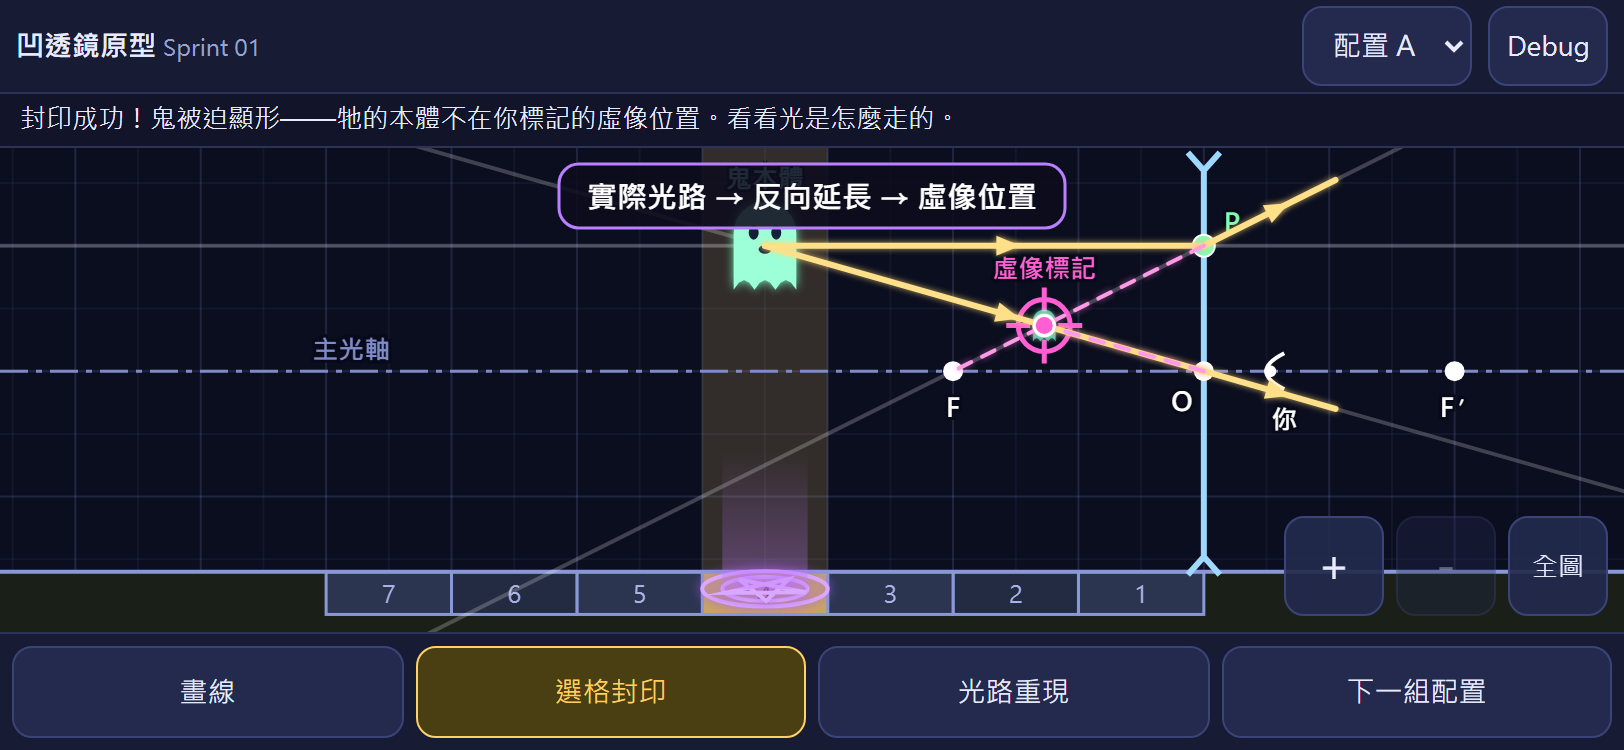 凹透鏡原型 Sprint 01
配置 A
Debug
封印成功！鬼被迫顯形——牠的本體不在你標記的虛像位置。看看光是怎麼走的。
鬼本體
實際光路 → 反向延長 → 虛像位置
P
虛像標記
主光軸
F
O
你
F′
+
-
全圖
7
6
5
3
2
1
畫線
選格封印
光路重現
下一組配置